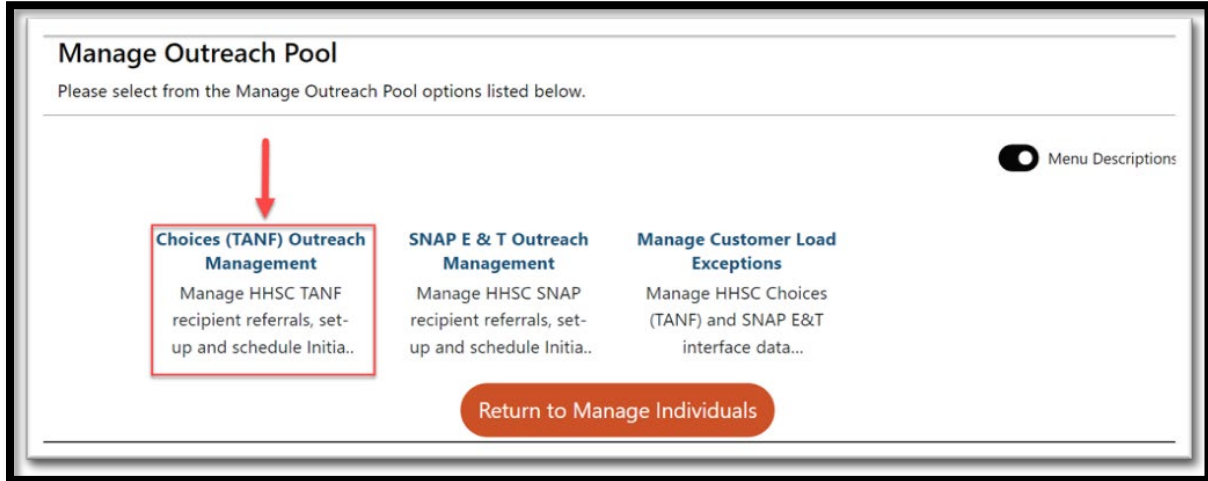 Manage Outreach Pool
Please select from the Manage Outreach Pool options listed below.
Menu Descriptions
Choices (TANF) Outreach
Management
Manage HHSC TANF
recipient referrals, set-
up and schedule Initia..
SNAP E & T Outreach
Management
Manage HHSC SNAP
recipient referrals, set-
up and schedule Initia..
Manage Customer Load
Exceptions
Manage HHSC Choices
(TANF) and SNAP E&T
interface data...
Return to Manage Individuals